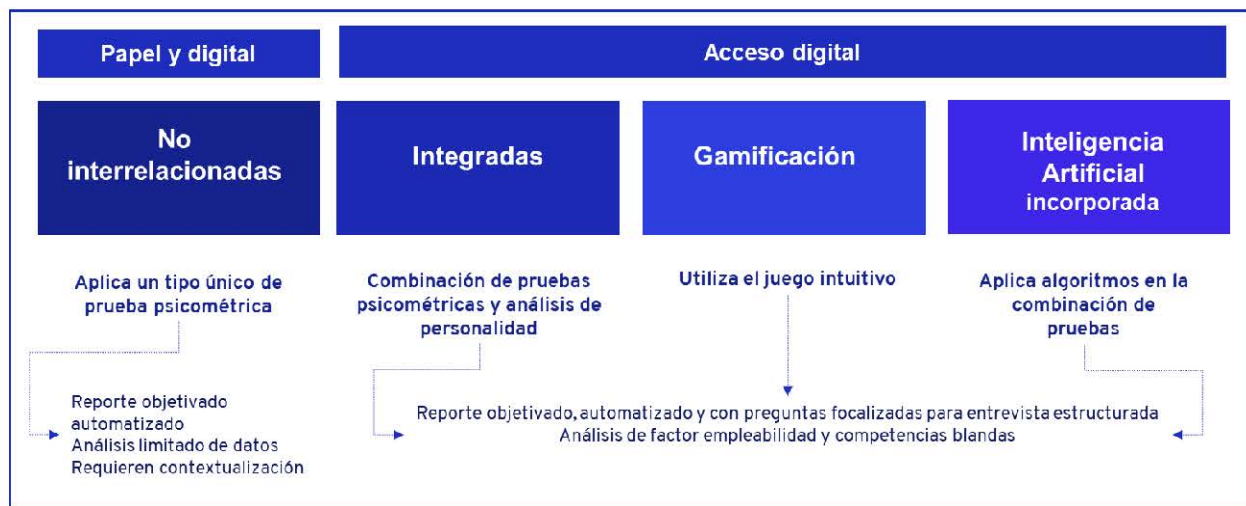 Papel y digital
Acceso digital
No
interrelacionadas
Integradas
Gamificación
Inteligencia
Artificial
incorporada
Aplica un tipo único de
prueba psicométrica
Combinación de pruebas
psicométricas y análisis de
personalidad
Utiliza el juego intuitivo
Aplica algoritmos en la
combinación de
pruebas
Reporte objetivado
automatizado
Análisis limitado de datos
Requieren contextualización
Reporte objetivado, automatizado y con preguntas focalizadas para entrevista estructurada
Análisis de factor empleabilidad y competencias blandas